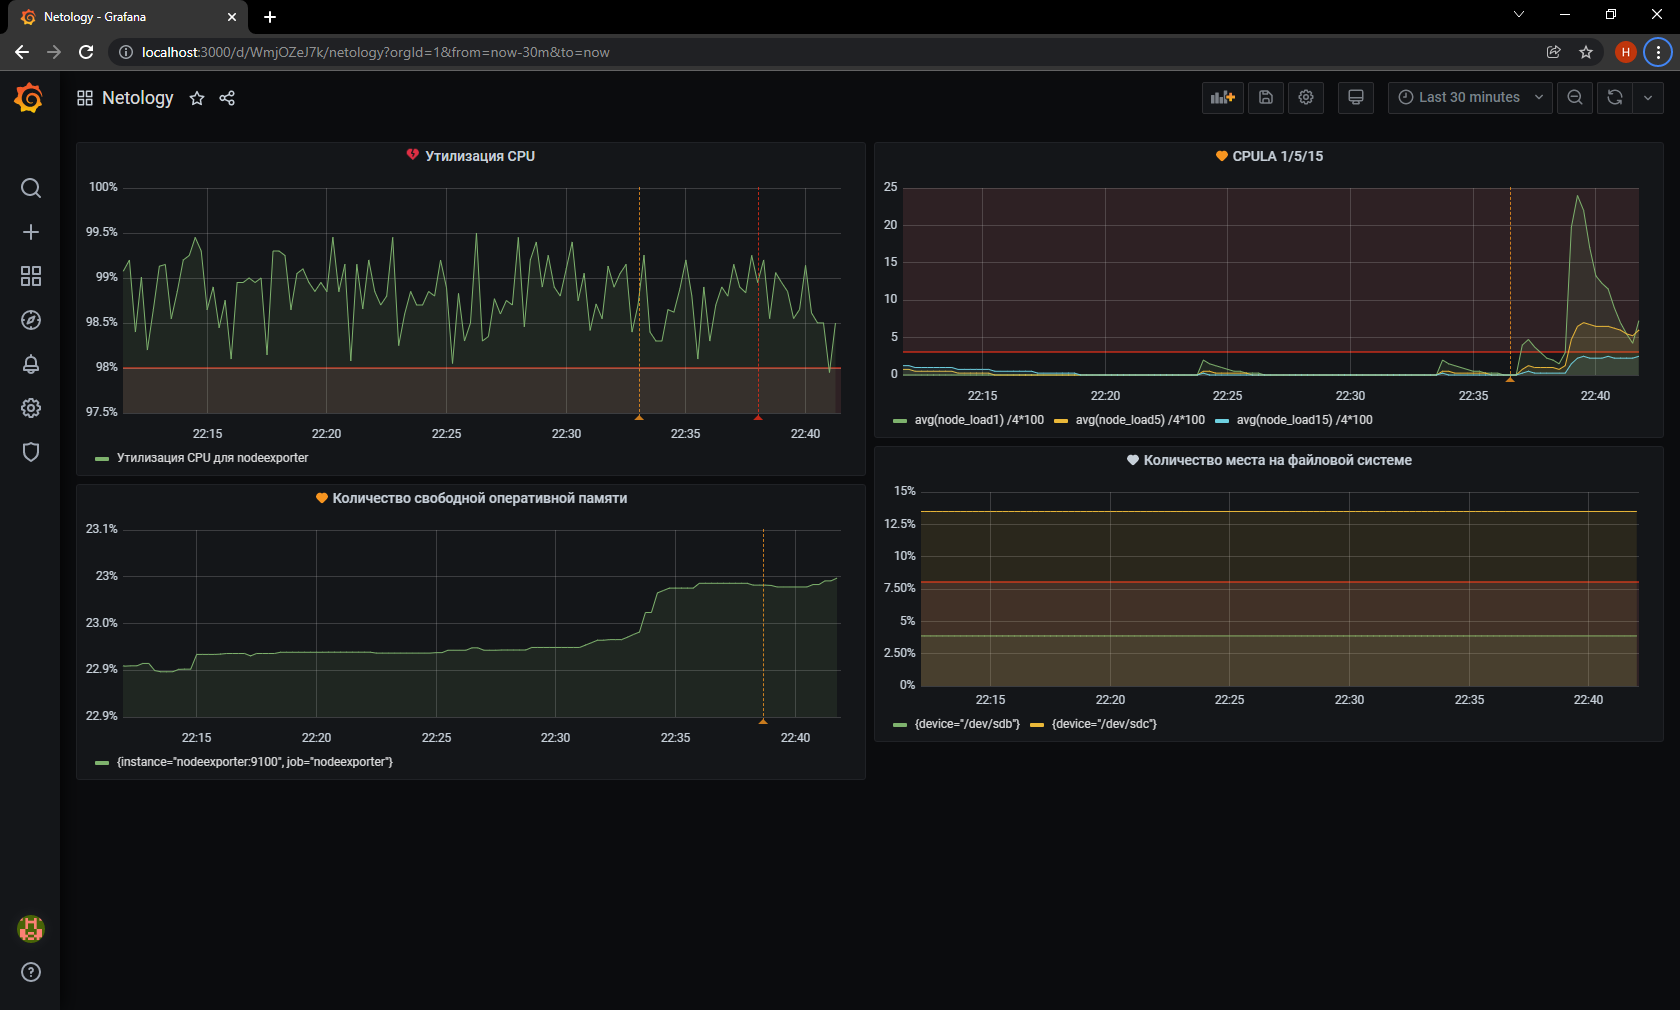 Netology - Grafana
localhost:3000/d/WmjOZeJ7k/netology?orgId=1&from=now-30m&to=now
H
Netology
Last 30 minutes
Утилизация CPU
100%
99.5%
99%
98.5%
98%
97.5%
22:15 22:20 22:25 22:30 22:35 22:40
Утилизация CPU для nodeexporter
CPULA 1/5/15
25
20
15
10
5
0
22:15 22:20 22:25 22:30 22:35 22:40
avg(node_load1) /4*100 avg(node_load5) /4*100 avg(node_load15) /4*100
Количество свободной оперативной памяти
23.1%
23%
23.0%
22.9%
22.9%
22:15 22:20 22:25 22:30 22:35 22:40
{instance="nodeexporter:9100", job="nodeexporter"}
Количество места на файловой системе
15%
12.5%
10%
7.50%
5%
2.50%
0%
22:15 22:20 22:25 22:30 22:35 22:40
{device="/dev/sdb"} {device="/dev/sdc"}